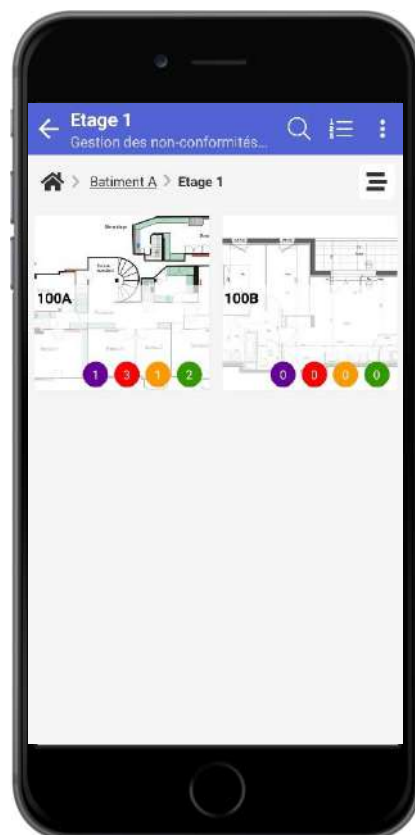 Etage 1
Gestion des non-conformités...
Batiment A > Etage 1
100A
100B
1 3 1 2
0 0 0 0